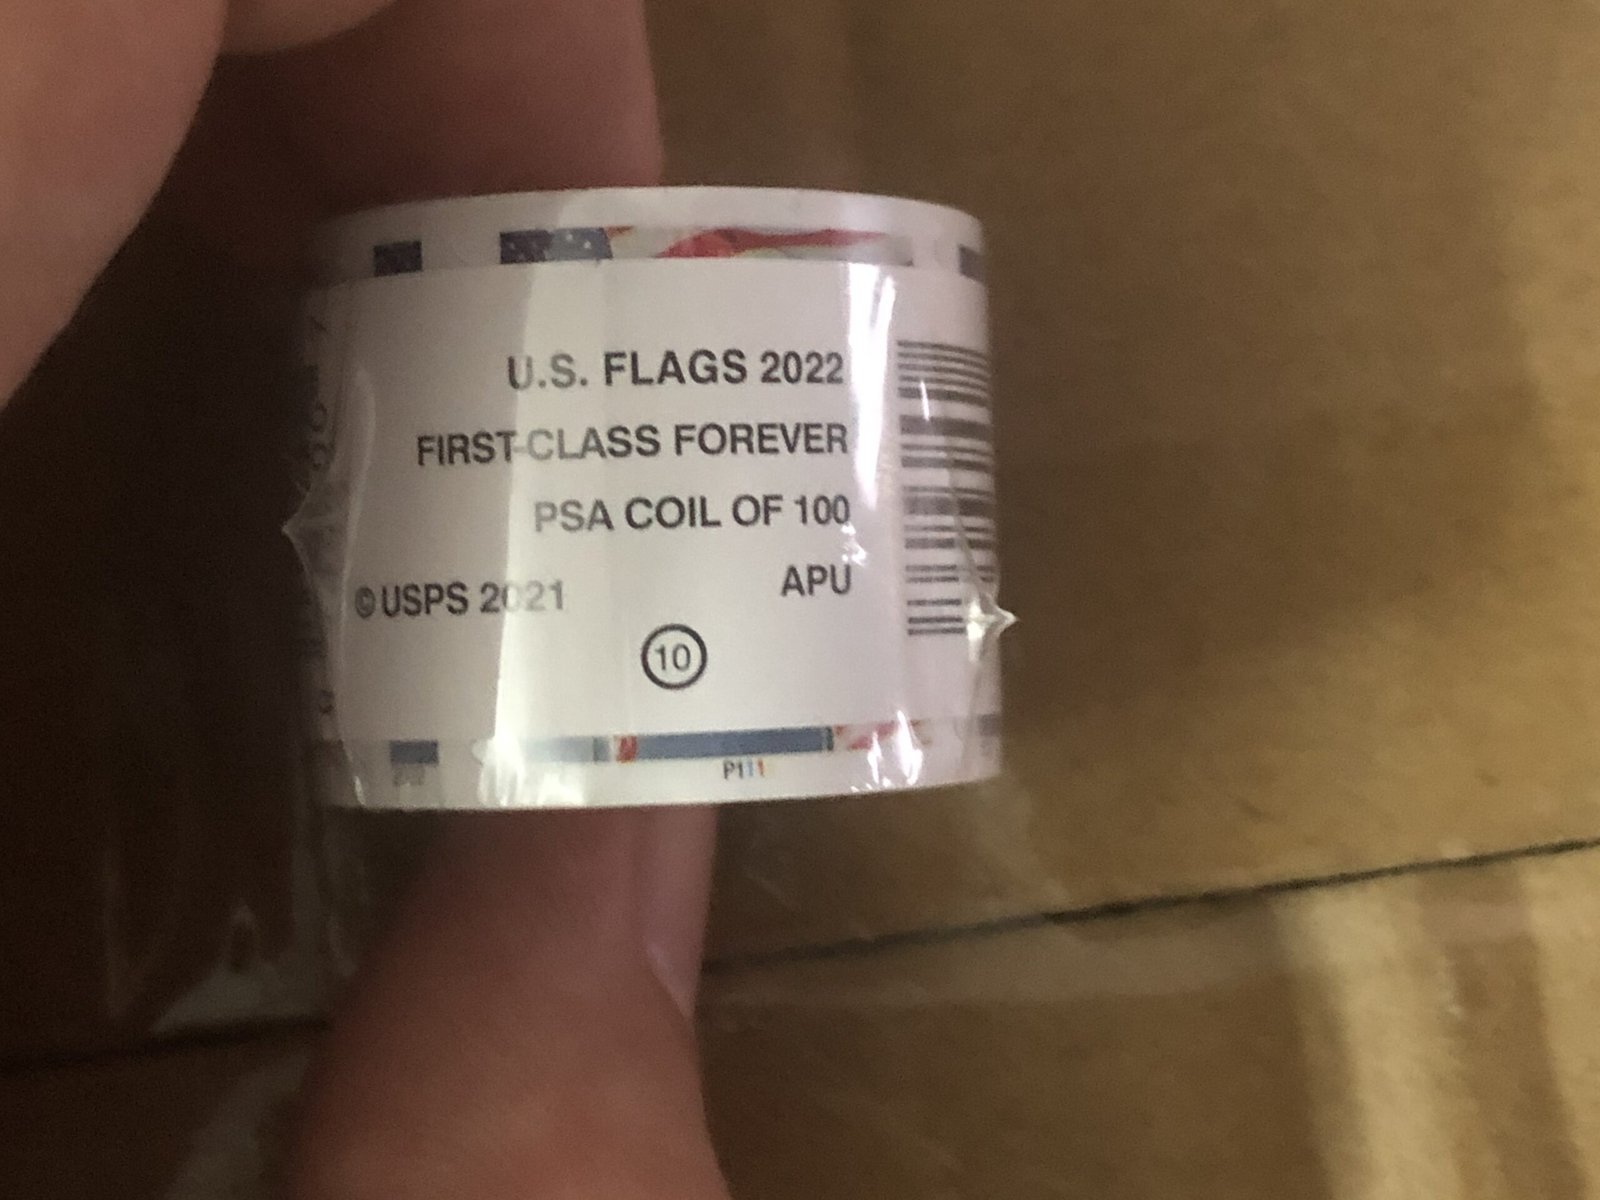 U.S. FLAGS 2022
FIRST-CLASS FOREVER
PSA COIL OF 100
APU
© USPS 2021
10
P111